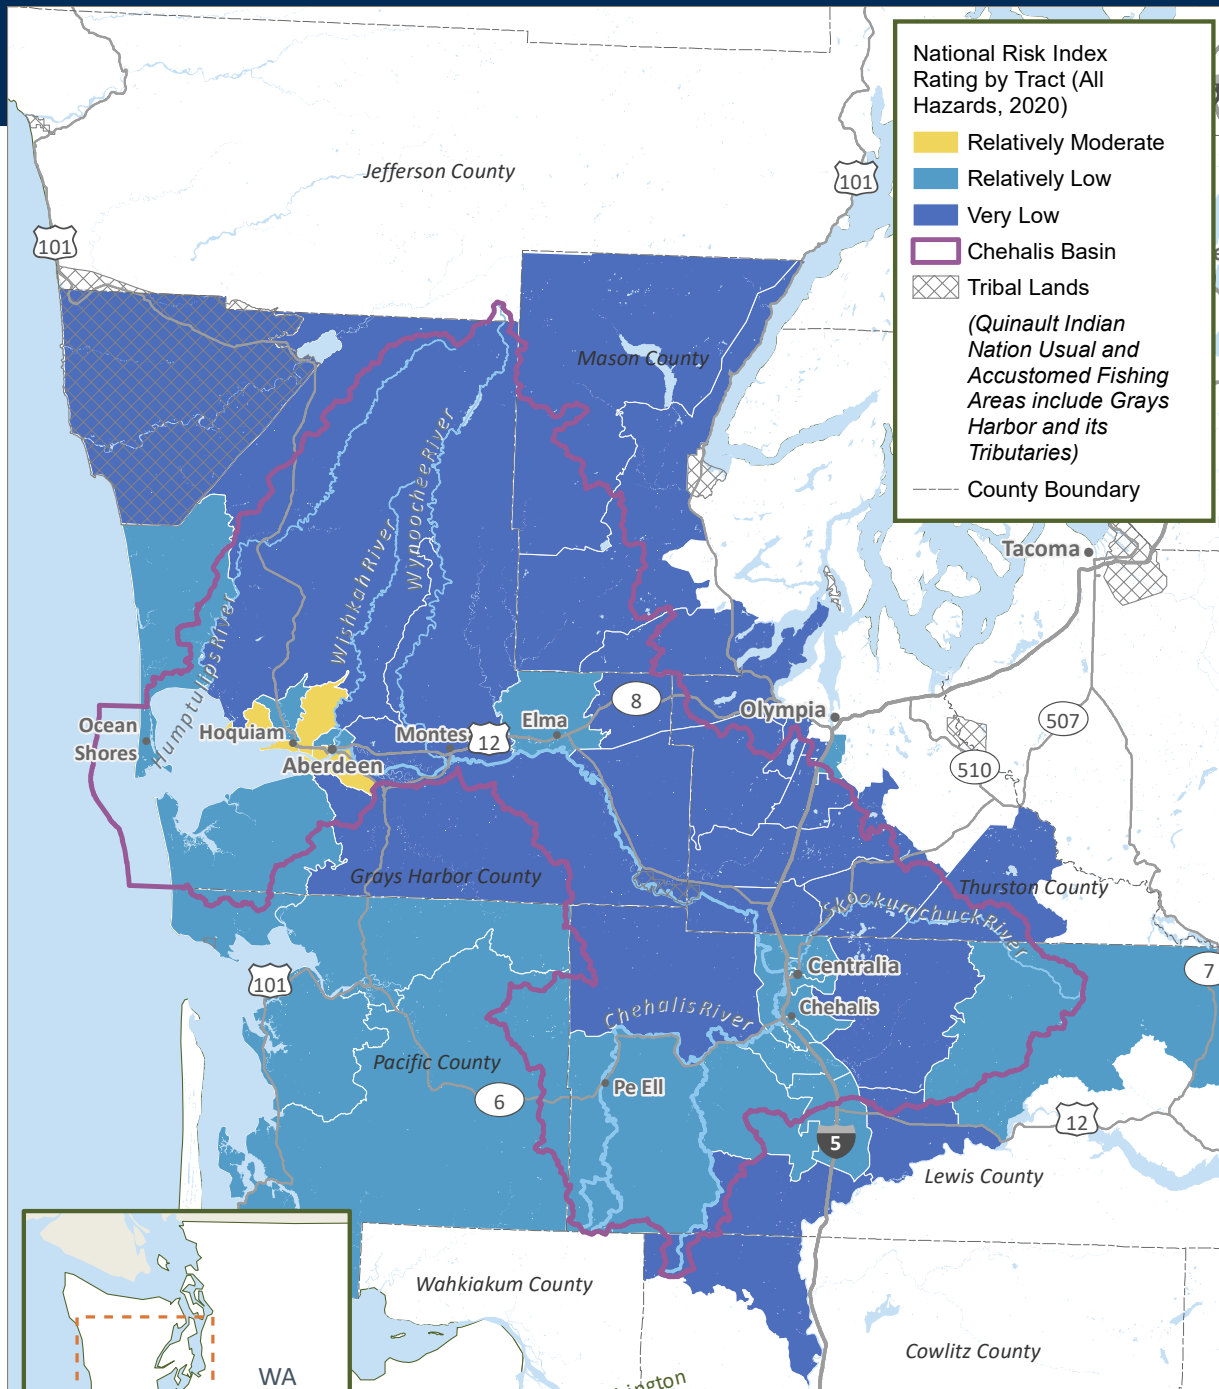 National Risk Index
Rating by Tract (All
Hazards, 2020)
Relatively Moderate
Relatively Low
Very Low
Chehalis Basin
Tribal Lands
(Quinault Indian
Nation Usual and
Accustomed Fishing
Areas include Grays
Harbor and its
Tributaries)
County Boundary
Jefferson County
101
101
Mason County
Tacoma
Wynoochee River
Wishkah River
Humptulips River
8
Olympia
507
Ocean
Shores
Hoquiam
Montes
12
Elma
Aberdeen
510
Grays Harbor County
Thurston County
Skookumchuck River
Centralia
7
101
Chehalis
Chehalis River
Pacific County
Pe Ell
6
12
5
Lewis County
Wahkiakum County
Cowlitz County
WA
ington